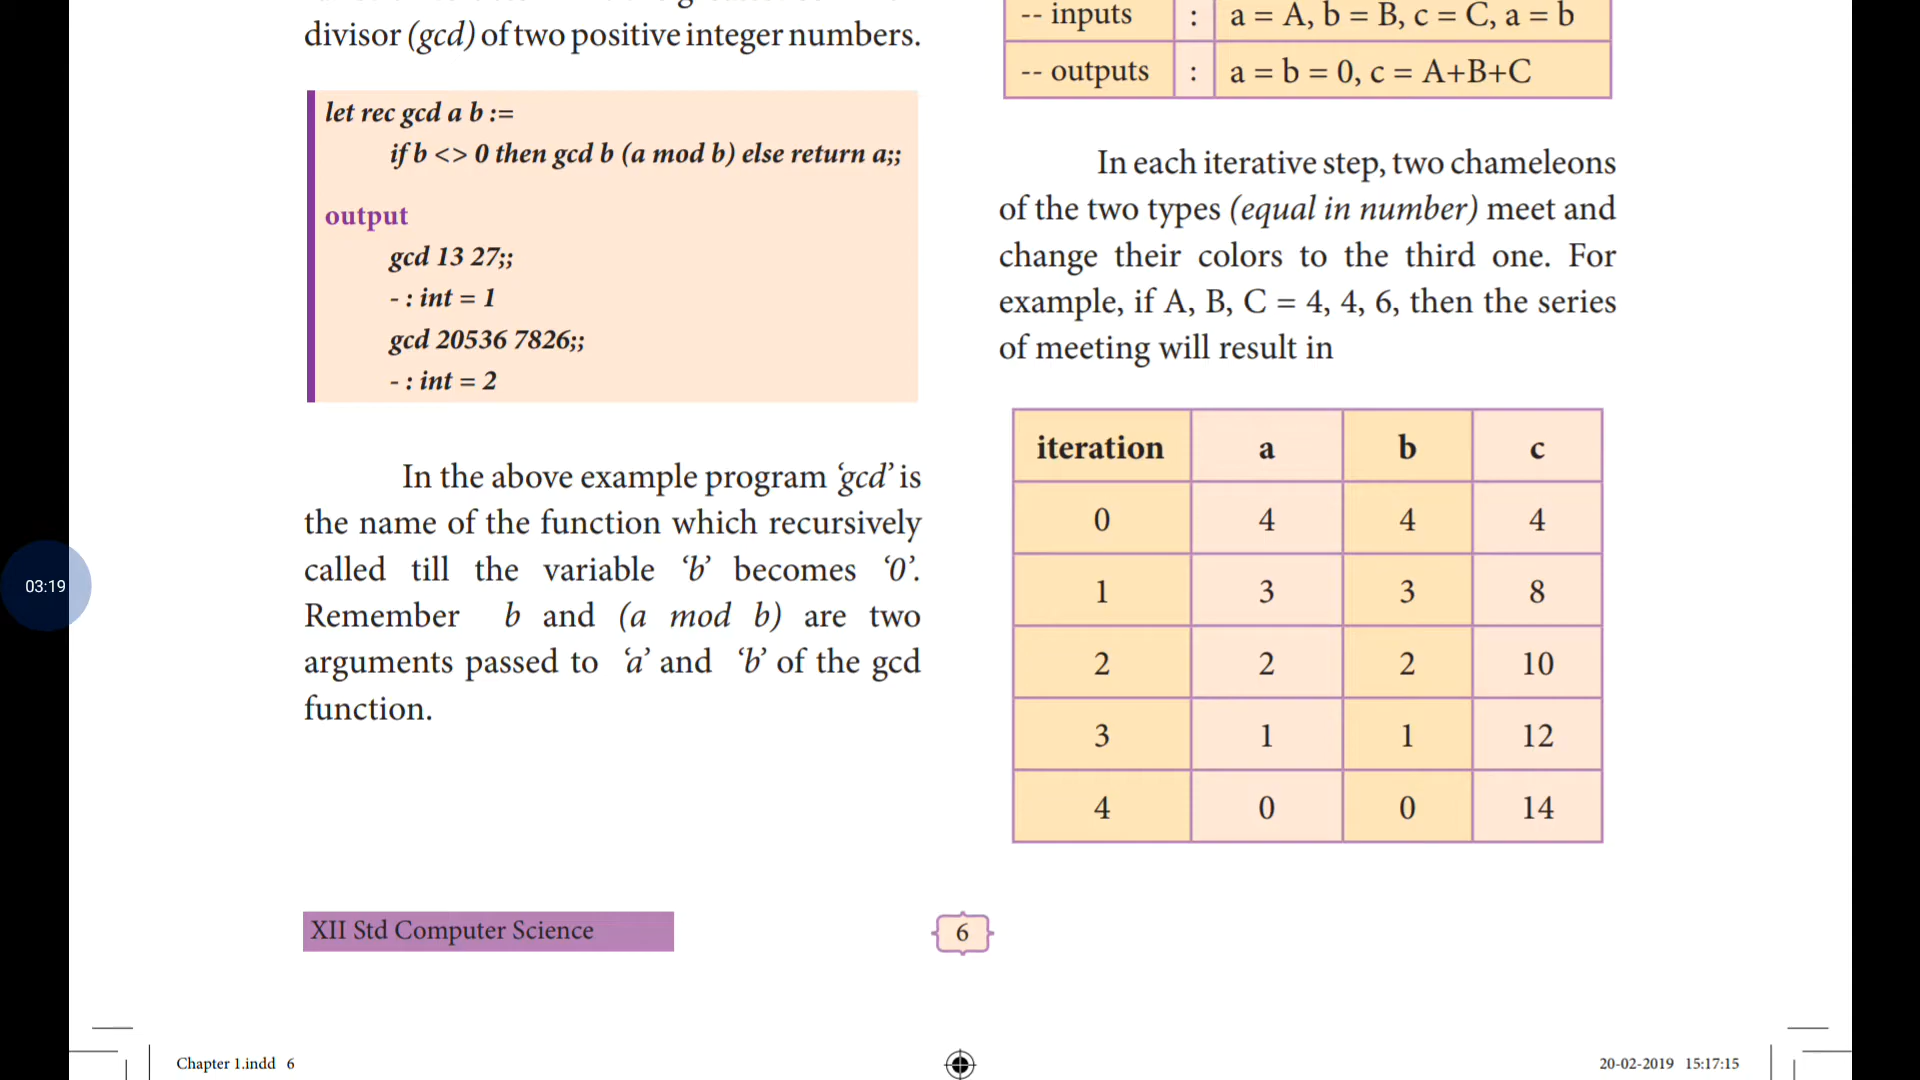 divisor (gcd) of two positive integer numbers.
let rec gcd a b :=
if b <> 0 then gcd b (a mod b) else return a;;
output
gcd 13 27;;
- : int = 1
gcd 20536 7826;;
- : int = 2
In the above example program ‘gcd’ is
the name of the function which recursively
called till the variable ‘b’ becomes ‘0’.
Remember b and (a mod b) are two
arguments passed to ‘a’ and ‘b’ of the gcd
function.
-- inputs : a = A, b = B, c = C, a = b
-- outputs : a = b = 0, c = A+B+C
In each iterative step, two chameleons
of the two types (equal in number) meet and
change their colors to the third one. For
example, if A, B, C = 4, 4, 6, then the series
of meeting will result in
iteration a b c
0 4 4 4
1 3 3 8
2 2 2 10
3 1 1 12
4 0 0 14
03:19
XII Std Computer Science
6
Chapter 1.indd 6
20-02-2019 15:17:15